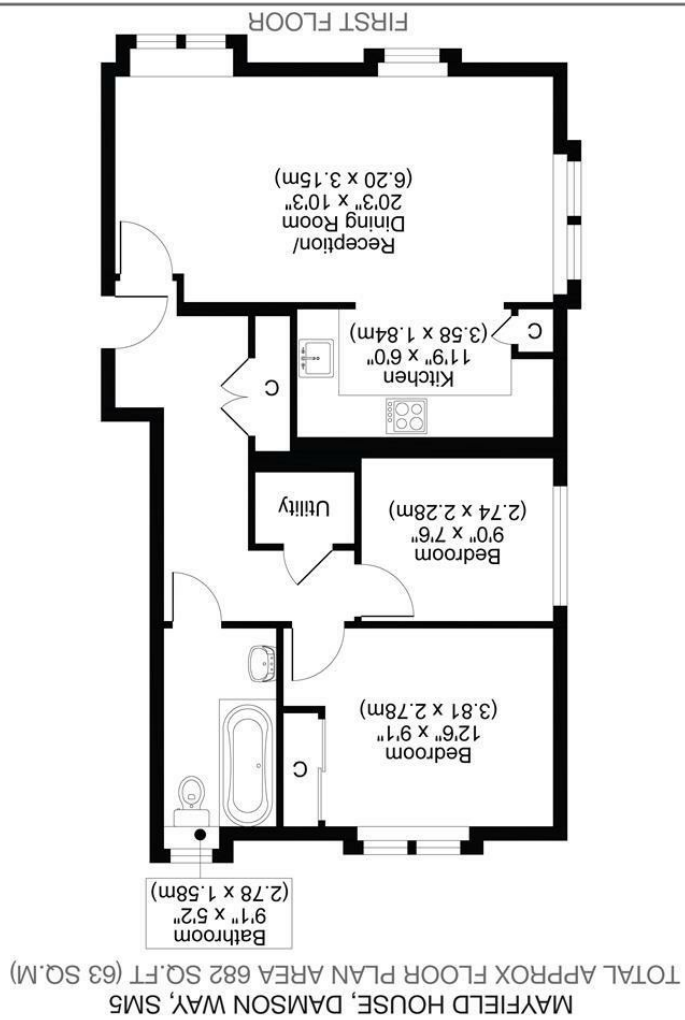 MAYFIELD HOUSE, DAMSON WAY, SM5
TOTAL APPROX FLOOR PLAN AREA 682 SQ.FT (63 SQ.M)
Bathroom
9'1" x 5'2"
(2.78 x 1.58m)
Bedroom
12'6" x 9'1"
(3.81 x 2.78m)
C
Bedroom
9'0" x 7'6"
(2.74 x 2.28m)
Utility
Kitchen
11'9" x 6'0"
(3.58 x 1.84m)
C
C
Reception/
Dining Room
20'3" x 10'3"
(6.20 x 3.15m)
FIRST FLOOR